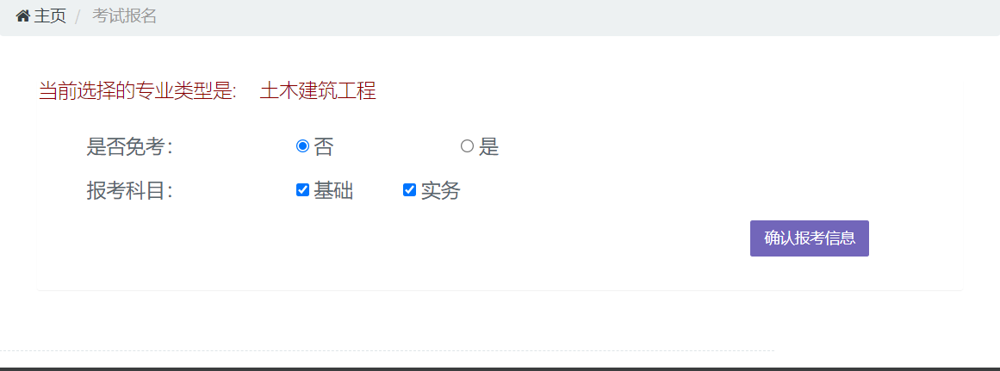 主页 / 考试报名
当前选择的专业类型是: 土木建筑工程
是否免考: 否 是
报考科目: 基础 实务
确认报考信息